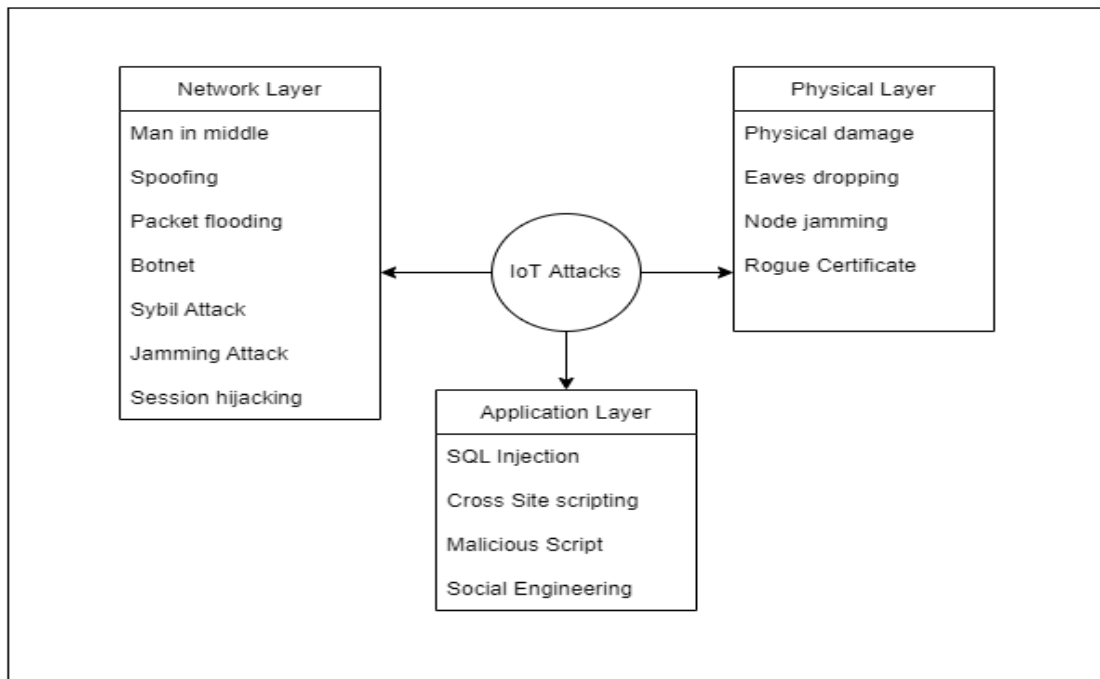 Network Layer
Man in middle
Spoofing
Packet flooding
Botnet
Sybil Attack
Jamming Attack
Session hijacking
IoT Attacks
Physical Layer
Physical damage
Eaves dropping
Node jamming
Rogue Certificate
Application Layer
SQL Injection
Cross Site scripting
Malicious Script
Social Engineering